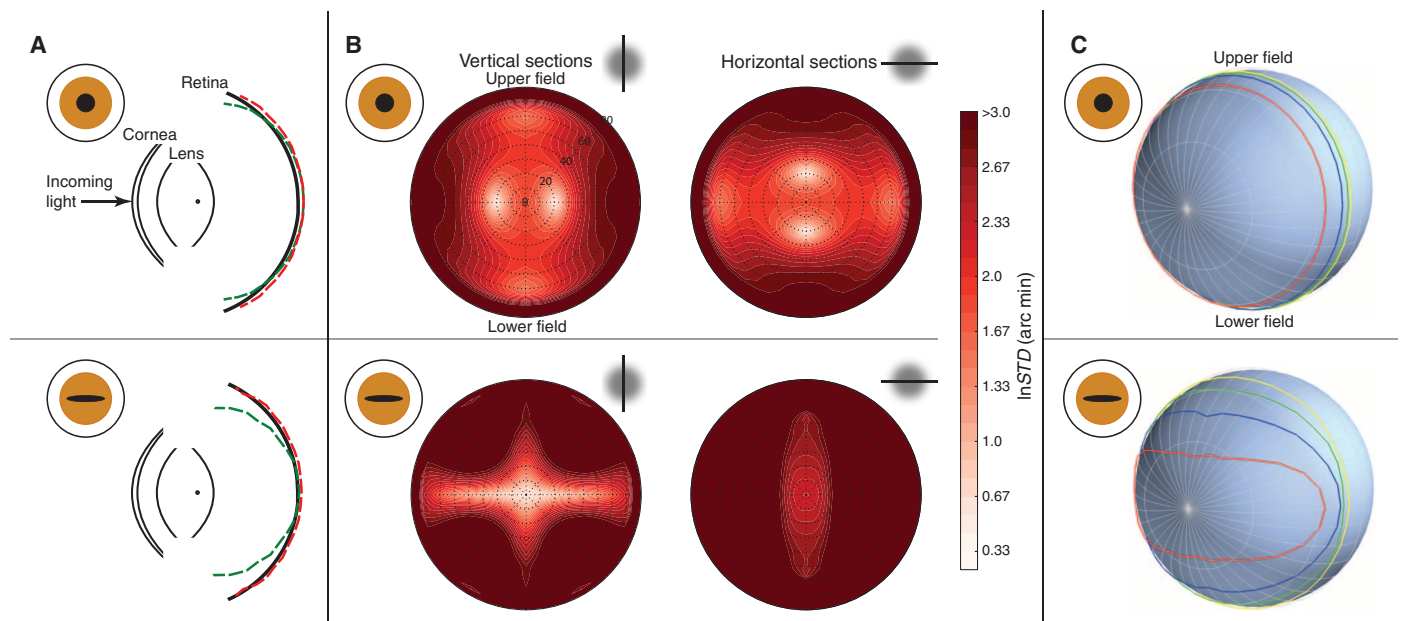 A
Retina
Cornea
Lens
Incoming
light
B
Vertical sections
Upper field
Horizontal sections
60
40
20
Lower field
>3.0
2.67
2.33
2.0
1.67
1.33
1.0
0.67
0.33
lnSTD (arc min)
C
Upper field
Lower field